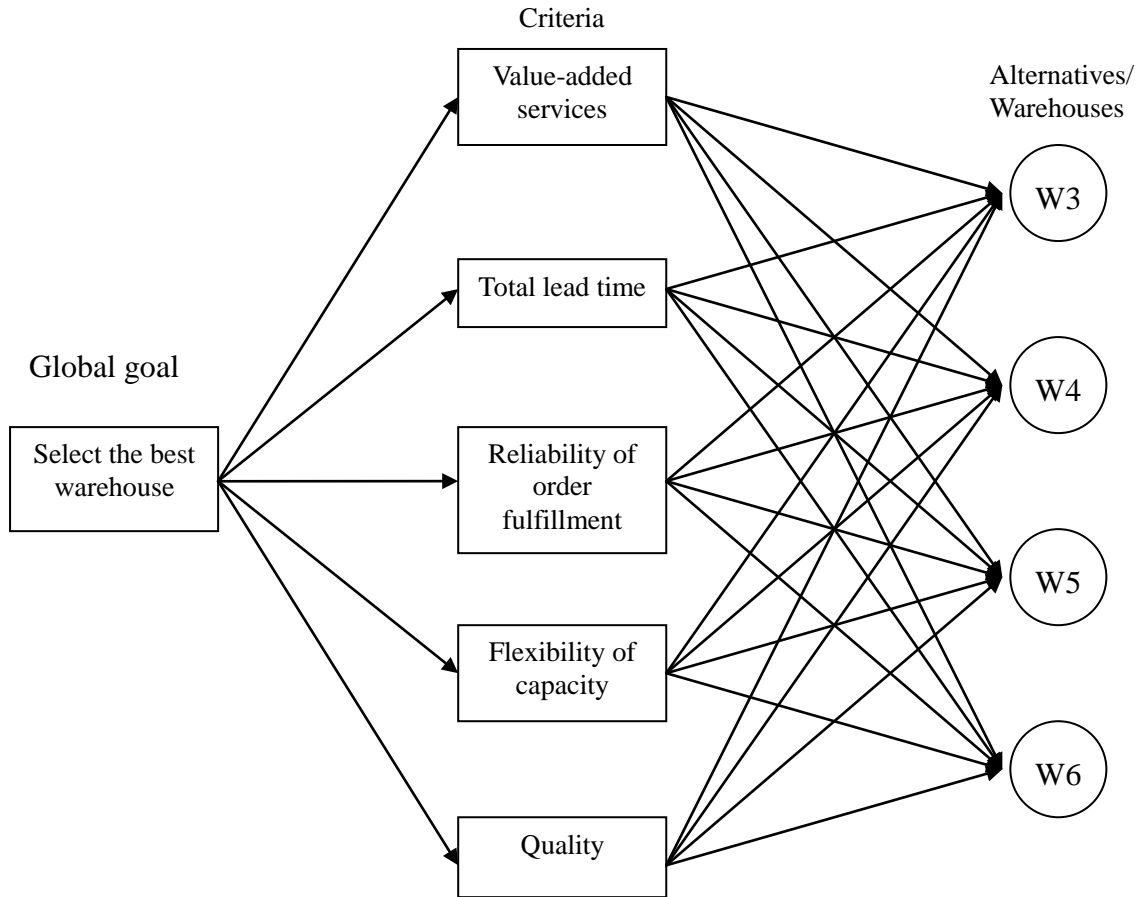 Criteria
Value-added
services
Alternatives/
Warehouses
W3
Total lead time
Global goal
W4
Select the best
warehouse
Reliability of
order
fulfillment
W5
Flexibility of
capacity
W6
Quality